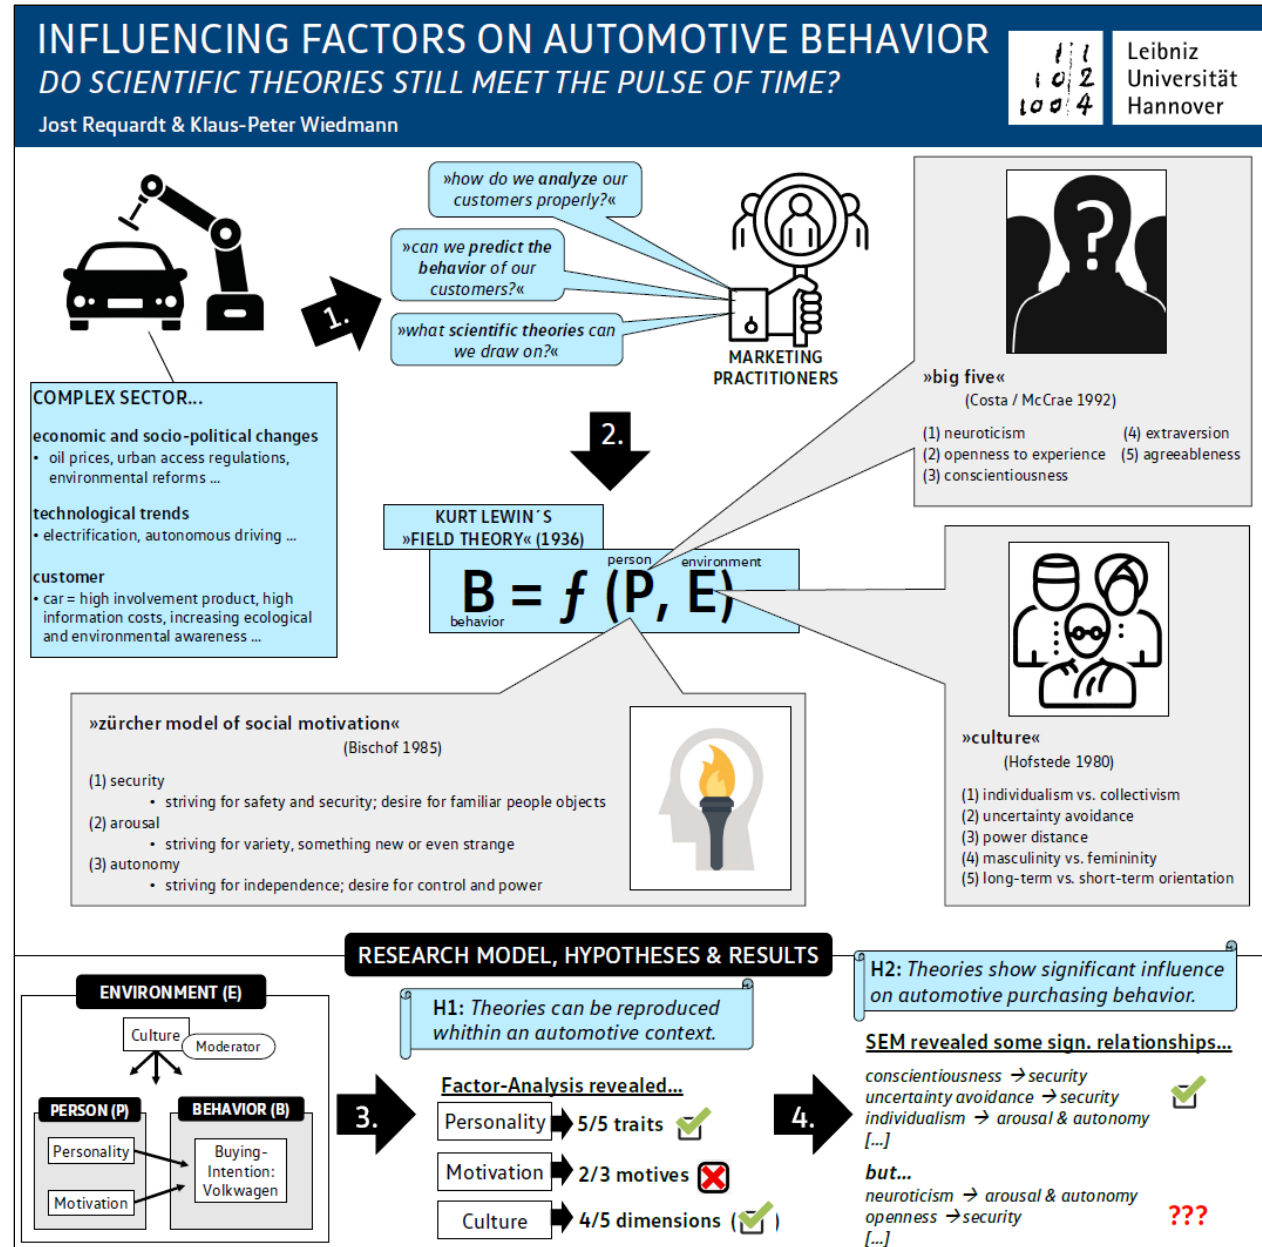 INFLUENCING FACTORS ON AUTOMOTIVE BEHAVIOR
DO SCIENTIFIC THEORIES STILL MEET THE PULSE OF TIME?
Jost Requardt & Klaus-Peter Wiedmann
1 1
1 0 2
1 0 0 4
Leibniz
Universität
Hannover
»how do we analyze our
customers properly?«
»can we predict the
behavior of our
customers?«
»what scientific theories can
we draw on?«
1.
MARKETING
PRACTITIONERS
?
»big five«
(Costa / McCrae 1992)
(1) neuroticism
(2) openness to experience
(3) conscientiousness
(4) extraversion
(5) agreeableness
COMPLEX SECTOR...
economic and socio-political changes
• oil prices, urban access regulations,
environmental reforms ...
technological trends
• electrification, autonomous driving ...
customer
• car = high involvement product, high
information costs, increasing ecological
and environmental awareness ...
2.
KURT LEWIN´S
»FIELD THEORY« (1936)
person environment
B = ƒ (P, E)
behavior
»culture«
(Hofstede 1980)
(1) individualism vs. collectivism
(2) uncertainty avoidance
(3) power distance
(4) masculinity vs. femininity
(5) long-term vs. short-term orientation
»zürcher model of social motivation«
(Bischof 1985)
(1) security
• striving for safety and security; desire for familiar people objects
(2) arousal
• striving for variety, something new or even strange
(3) autonomy
• striving for independence; desire for control and power
RESEARCH MODEL, HYPOTHESES & RESULTS
ENVIRONMENT (E)
Culture
Moderator
PERSON (P)
BEHAVIOR (B)
Personality
Motivation
Buying-
Intention:
Volkwagen
3.
H1: Theories can be reproduced
whithin an automotive context.
Factor-Analysis revealed...
Personality 5/5 traits
Motivation 2/3 motives
Culture 4/5 dimensions ( )
4.
H2: Theories show significant influence
on automotive purchasing behavior.
SEM revealed some sign. relationships...
conscientiousness → security
uncertainty avoidance → security
individualism → arousal & autonomy
[...]
but...
neuroticism → arousal & autonomy
openness → security
[...]
???